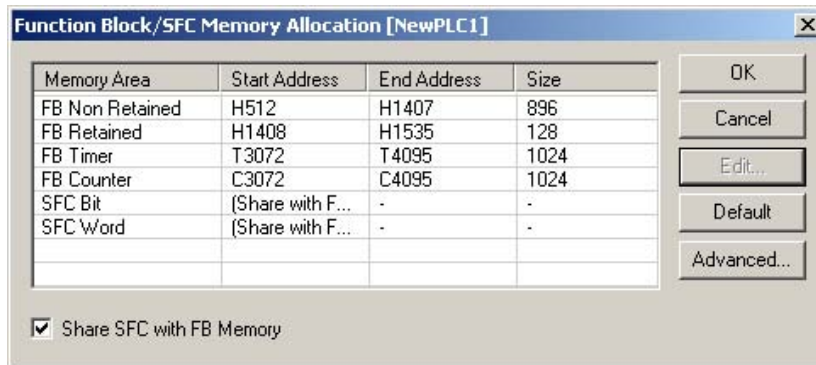 Function Block/SFC Memory Allocation [NewPLC1]
Memory Area Start Address End Address Size
FB Non Retained H512 H1407 896
FB Retained H1408 H1535 128
FB Timer T3072 T4095 1024
FB Counter C3072 C4095 1024
SFC Bit (Share with F... - -
SFC Word (Share with F... - -
OK
Cancel
Edit...
Default
Advanced...
Share SFC with FB Memory